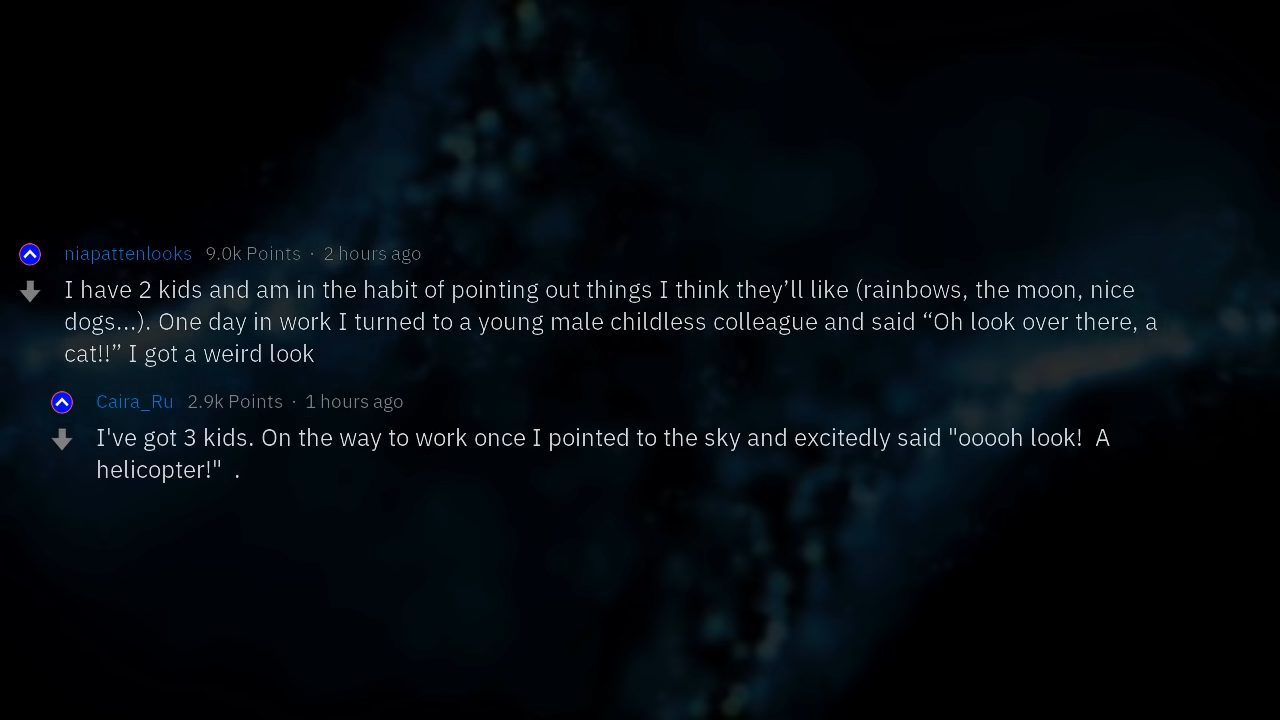 niapattenlooks 9.0k Points · 2 hours ago
I have 2 kids and am in the habit of pointing out things I think they’ll like (rainbows, the moon, nice
dogs...). One day in work I turned to a young male childless colleague and said “Oh look over there, a
cat!!” I got a weird look
Caira_Ru 2.9k Points · 1 hours ago
I've got 3 kids. On the way to work once I pointed to the sky and excitedly said "ooooh look!  A
helicopter!"  .